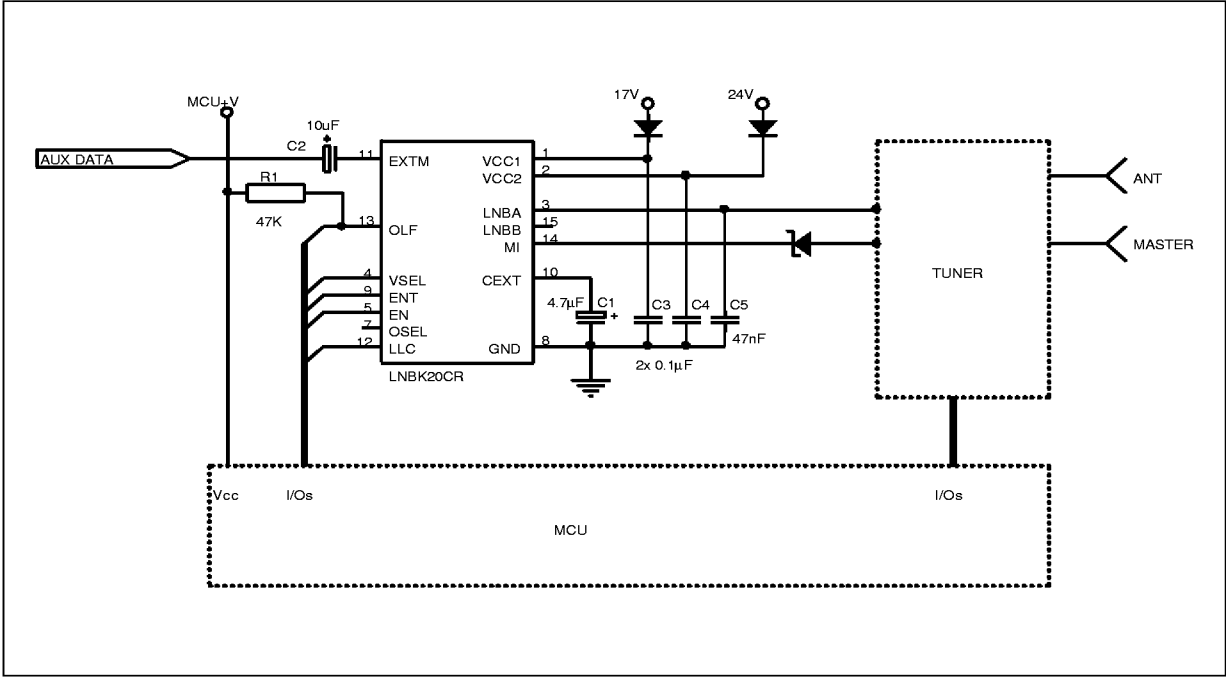 MCU+V
17V
24V
10uF
+
C2
AUX DATA
11
EXTM
VCC1
1
VCC2
2
R1
ANT
47K
13
OLF
LNBA
3
LNBB
15
MI
14
MASTER
TUNER
4
VSEL
CEXT
10
9
ENT
4.7µF
C1
+
C3
C4
C5
5
EN
7
OSEL
47nF
12
LLC
GND
8
2x 0.1µF
LNBK20CR
Vcc
I/Os
I/Os
MCU